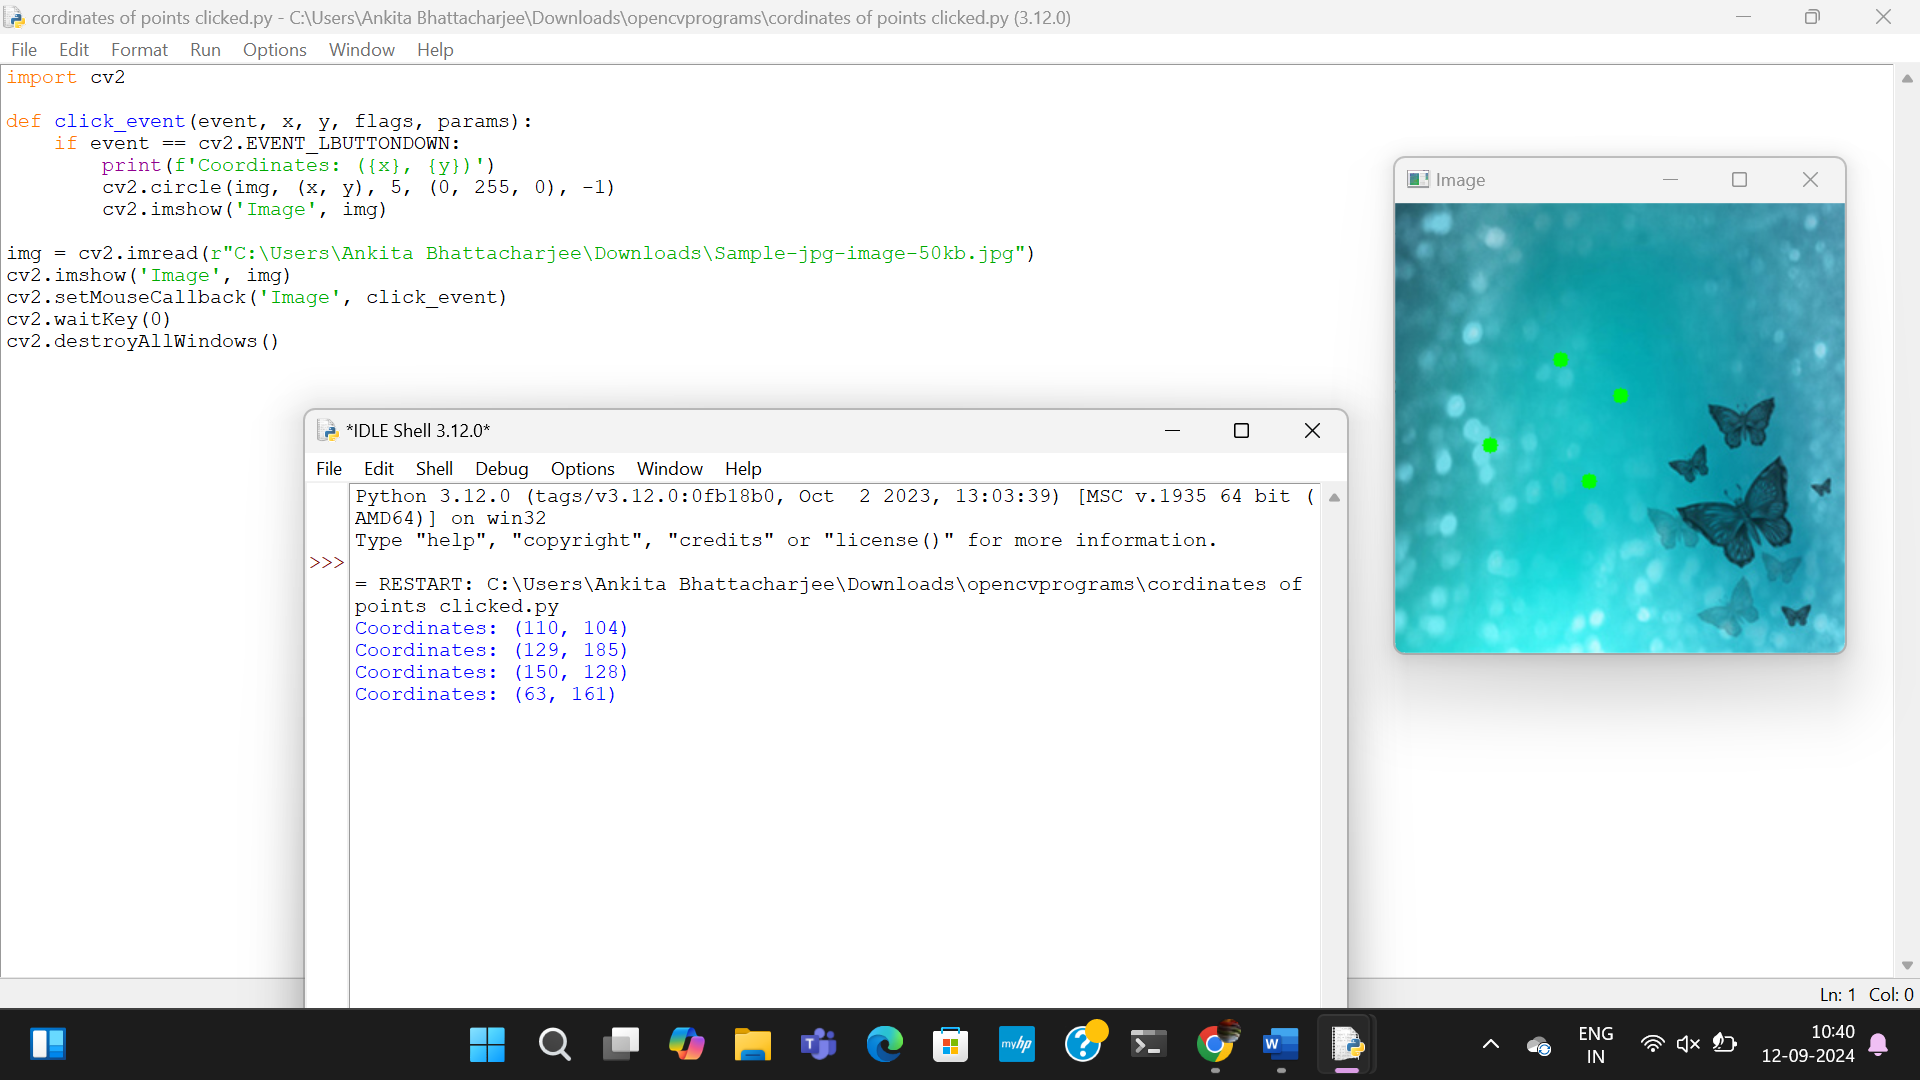 cordinates of points clicked.py - C:\Users\Ankita Bhattacharjee\Downloads\opencvprograms\cordinates of points clicked.py (3.12.0)
File Edit Format Run Options Window Help
import cv2
def click_event(event, x, y, flags, params):
    if event == cv2.EVENT_LBUTTONDOWN:
        print(f'Coordinates: ({x}, {y})')
        cv2.circle(img, (x, y), 5, (0, 255, 0), -1)
        cv2.imshow('Image', img)
img = cv2.imread(r"C:\Users\Ankita Bhattacharjee\Downloads\Sample-jpg-image-50kb.jpg")
cv2.imshow('Image', img)
cv2.setMouseCallback('Image', click_event)
cv2.waitKey(0)
cv2.destroyAllWindows()
Image
*IDLE Shell 3.12.0*
File Edit Shell Debug Options Window Help
Python 3.12.0 (tags/v3.12.0:0fb18b0, Oct  2 2023, 13:03:39) [MSC v.1935 64 bit (
AMD64)] on win32
Type "help", "copyright", "credits" or "license()" for more information.
>>>
= RESTART: C:\Users\Ankita Bhattacharjee\Downloads\opencvprograms\cordinates of
points clicked.py
Coordinates: (110, 104)
Coordinates: (129, 185)
Coordinates: (150, 128)
Coordinates: (63, 161)
Ln: 1 Col: 0
myhp
ENG
IN
10:40
12-09-2024